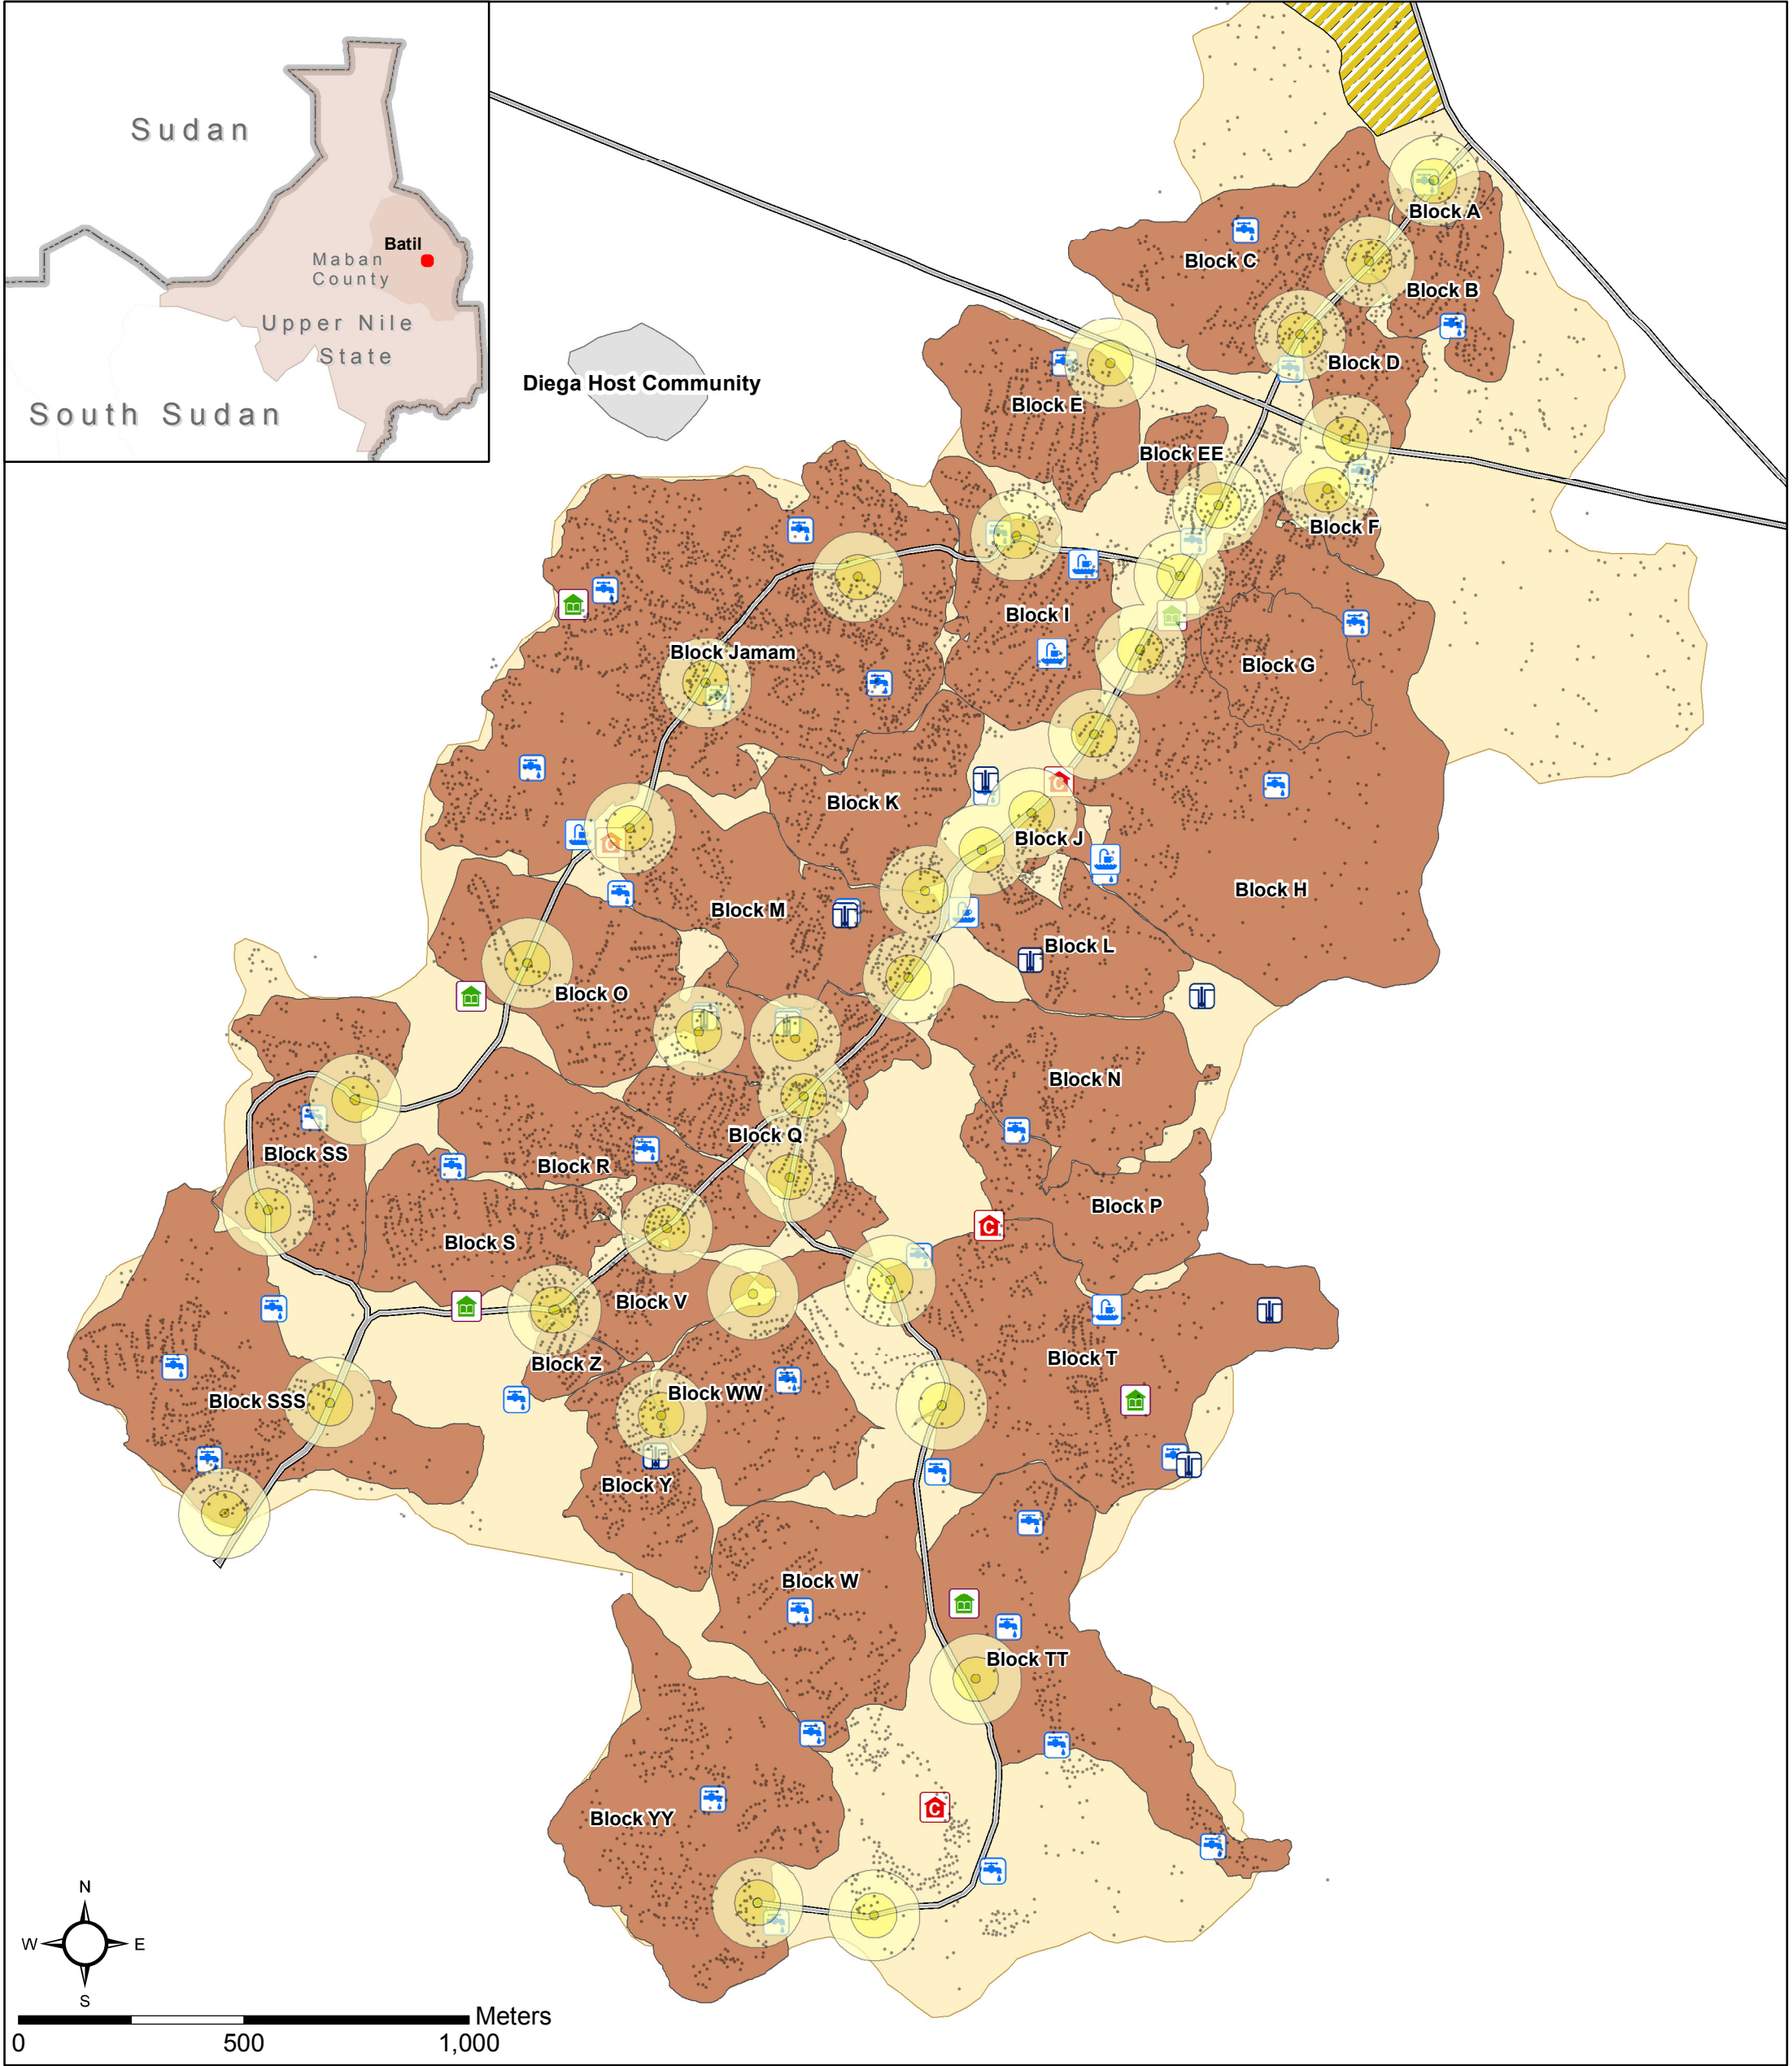 Sudan
Batil
Maban
County
Upper Nile
State
South Sudan
Diega Host Community
Block A
Block C
Block B
Block D
Block E
Block EE
Block F
Block I
Block Jamam
Block G
Block K
Block J
Block H
Block M
Block L
Block O
Block N
Block Q
Block SS
Block R
Block P
Block S
Block V
Block T
Block Z
Block WW
Block SSS
Block Y
Block W
Block TT
Block YY
C
C
C
C
N
W E
S
Meters
0 500 1,000